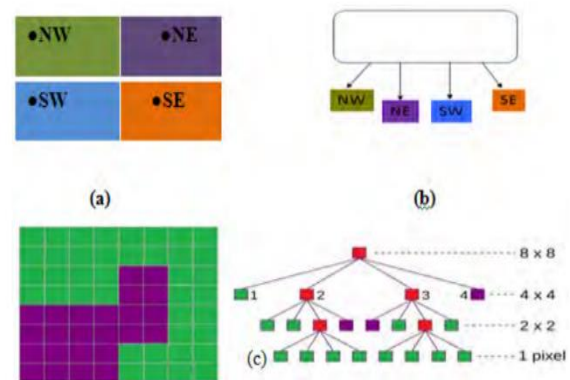 •NW
•NE
•SW
•SE
(a)
NW
NE
SW
SE
(b)
8 x 8
1
2
3
4
4 x 4
2 x 2
(c)
1 pixel